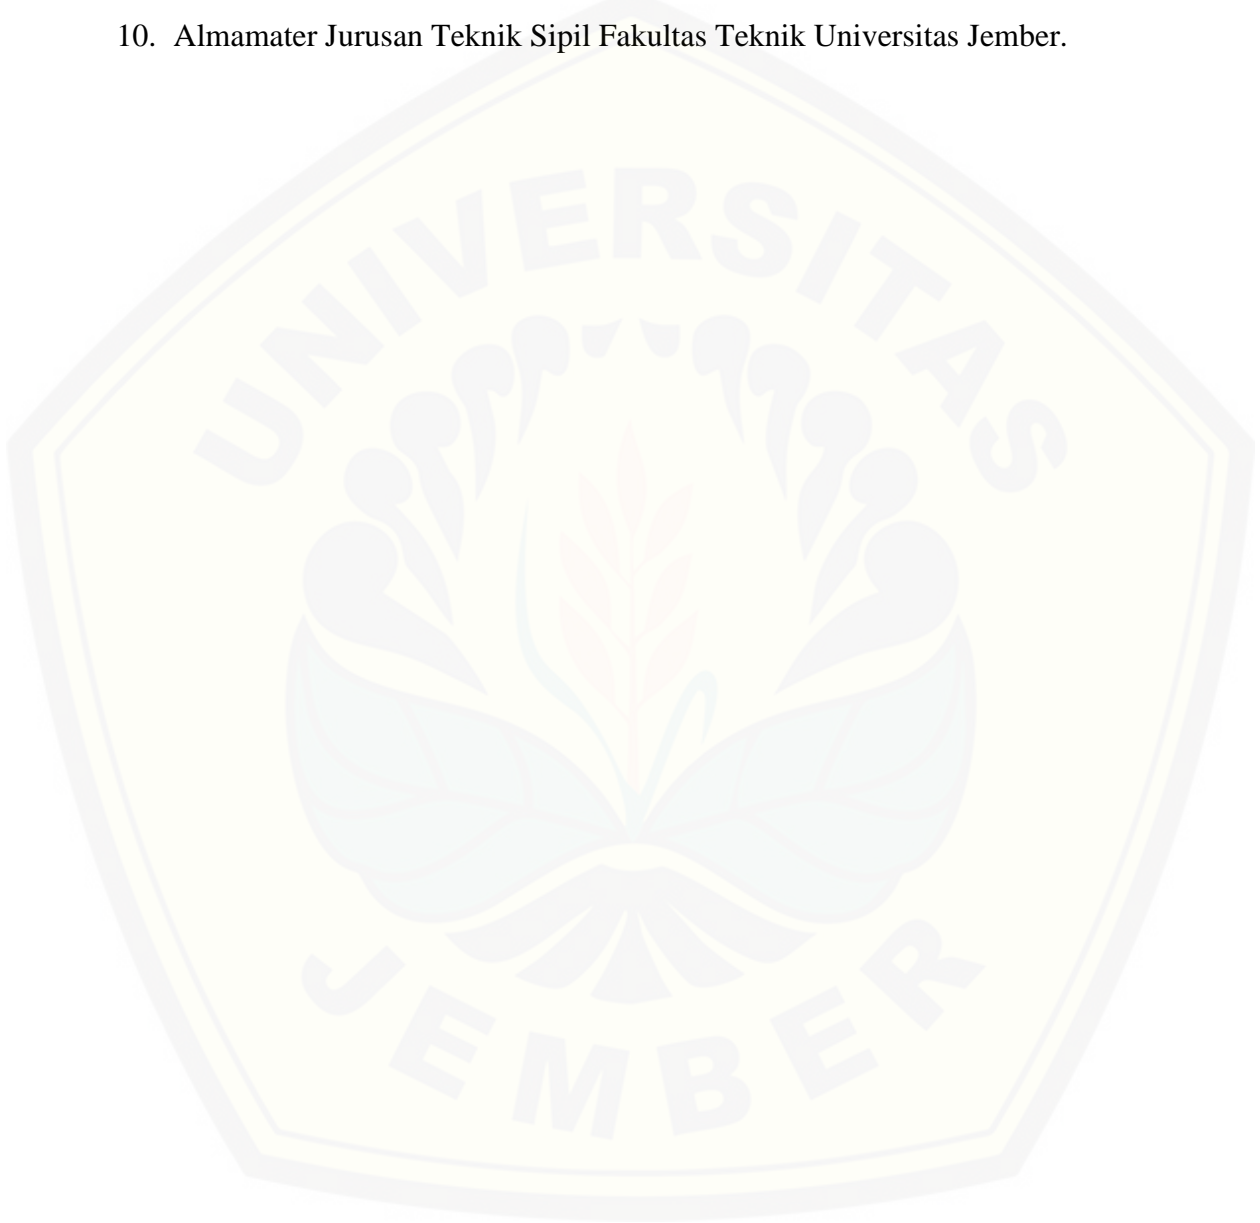 10. Almamater Jurusan Teknik Sipil Fakultas Teknik Universitas Jember.
UNIVERSITAS
JEMBER